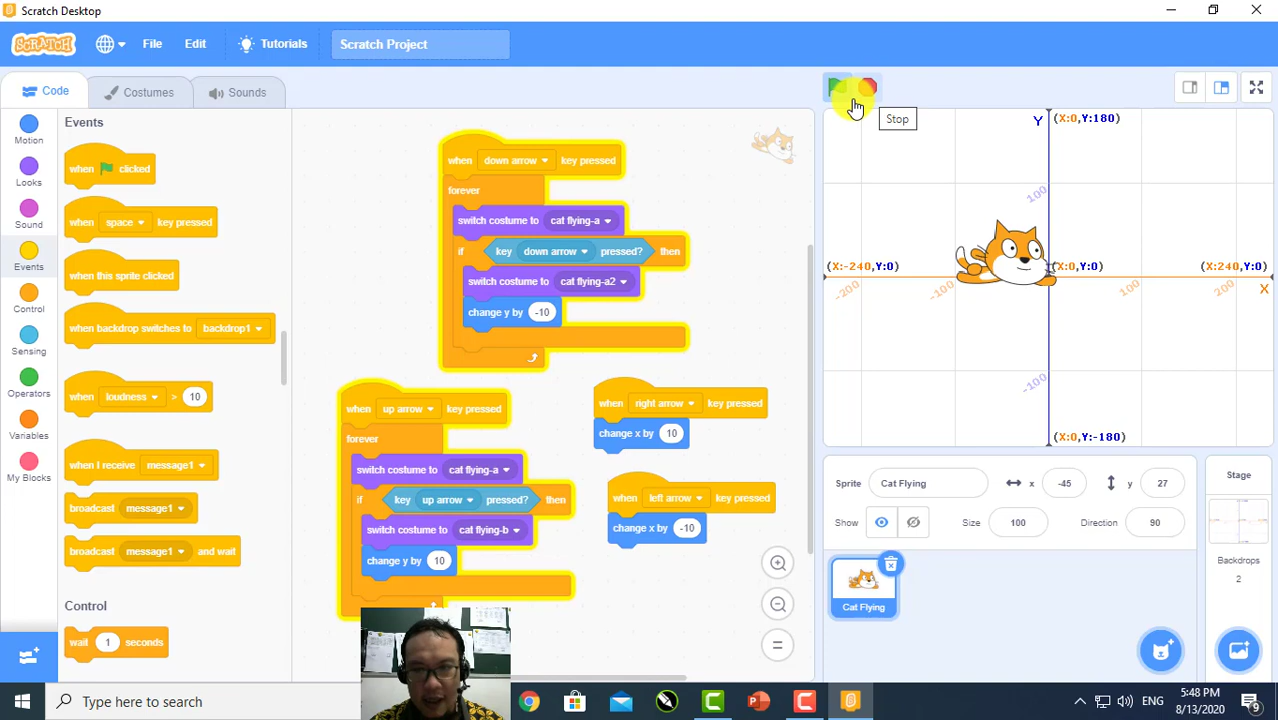 Scratch Desktop
SCRATCH
File
Edit
Tutorials
Scratch Project
Code
Costumes
Sounds
Stop
Motion
Looks
Sound
Events
Control
Sensing
Operators
Variables
My Blocks
Events
when clicked
when space key pressed
when this sprite clicked
when backdrop switches to backdrop1
when loudness > 10
when I receive message1
broadcast message1
broadcast message1 and wait
Control
wait 1 seconds
when down arrow key pressed
forever
switch costume to cat flying-a
if key down arrow pressed? then
switch costume to cat flying-a2
change y by -10
when up arrow key pressed
forever
switch costume to cat flying-a
if key up arrow pressed? then
switch costume to cat flying-b
change y by 10
when right arrow key pressed
change x by 10
when left arrow key pressed
change x by -10
Y (X:0,Y:180)
100
(X:-240,Y:0) (X:0,Y:0) (X:240,Y:0)
-200 -100 100 200 X
-100
(X:0,Y:-180)
Sprite Cat Flying x -45 y 27
Show Size 100 Direction 90
Cat Flying
Stage
Backdrops
2
Type here to search
ENG
5:48 PM
8/13/2020
9